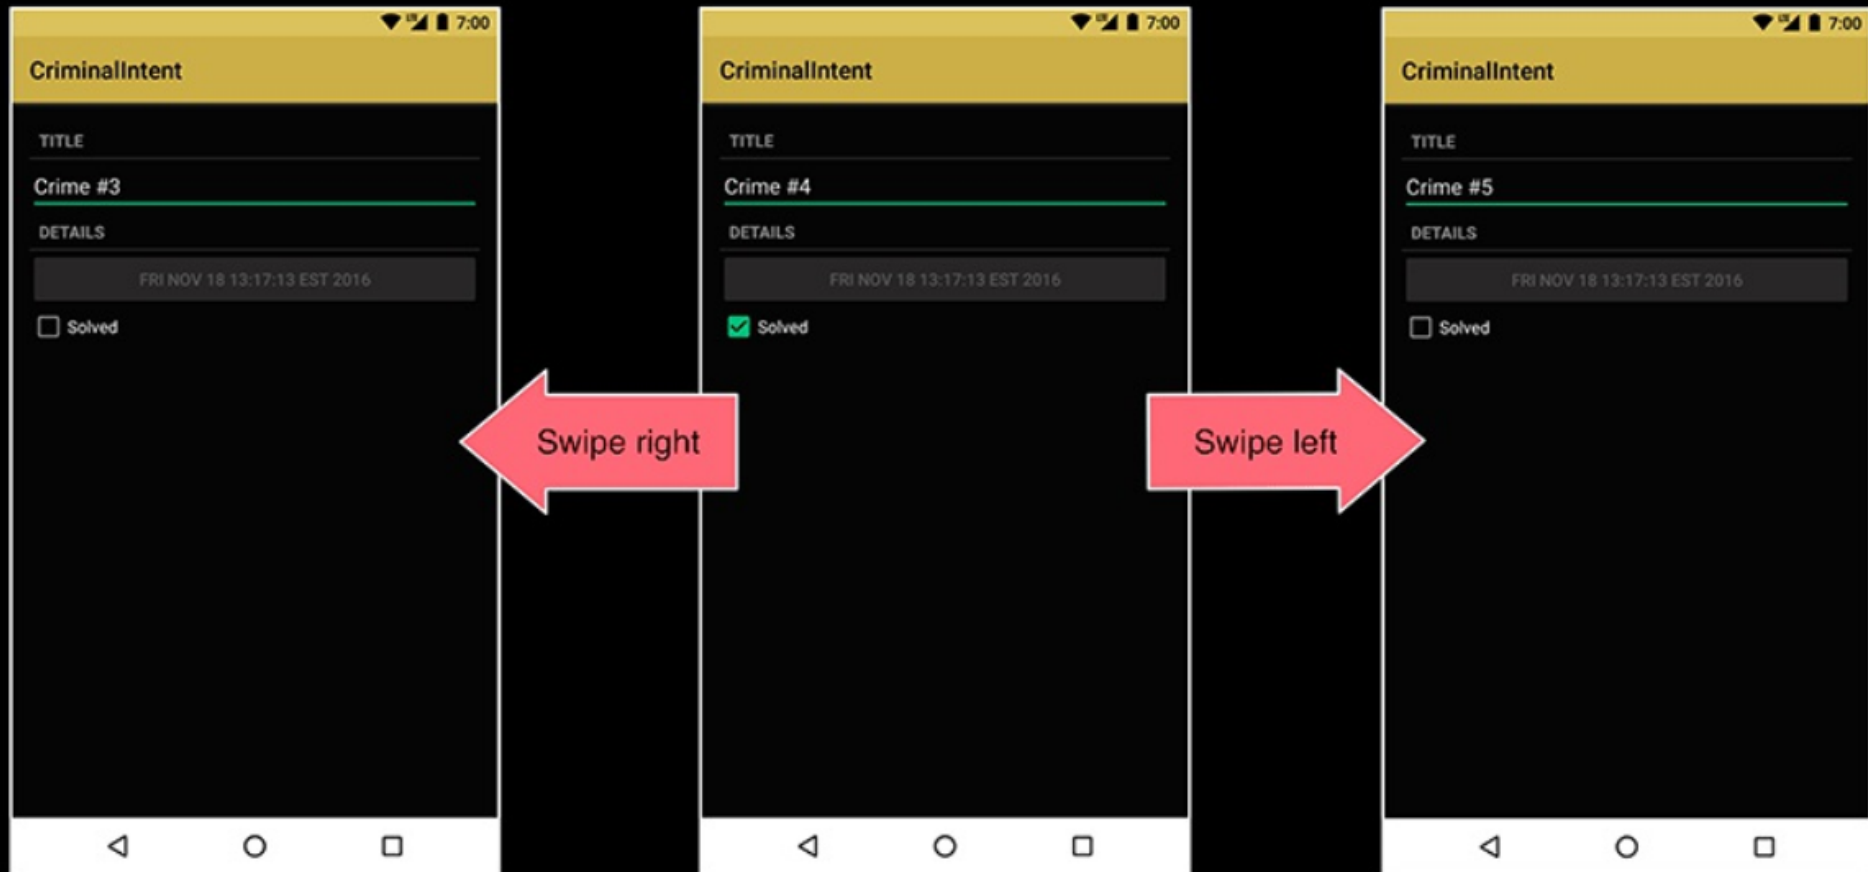 7:00
CriminalIntent
TITLE
Crime #3
DETAILS
FRI NOV 18 13:17:13 EST 2016
Solved
Swipe right
7:00
CriminalIntent
TITLE
Crime #4
DETAILS
FRI NOV 18 13:17:13 EST 2016
Solved
Swipe left
7:00
CriminalIntent
TITLE
Crime #5
DETAILS
FRI NOV 18 13:17:13 EST 2016
Solved